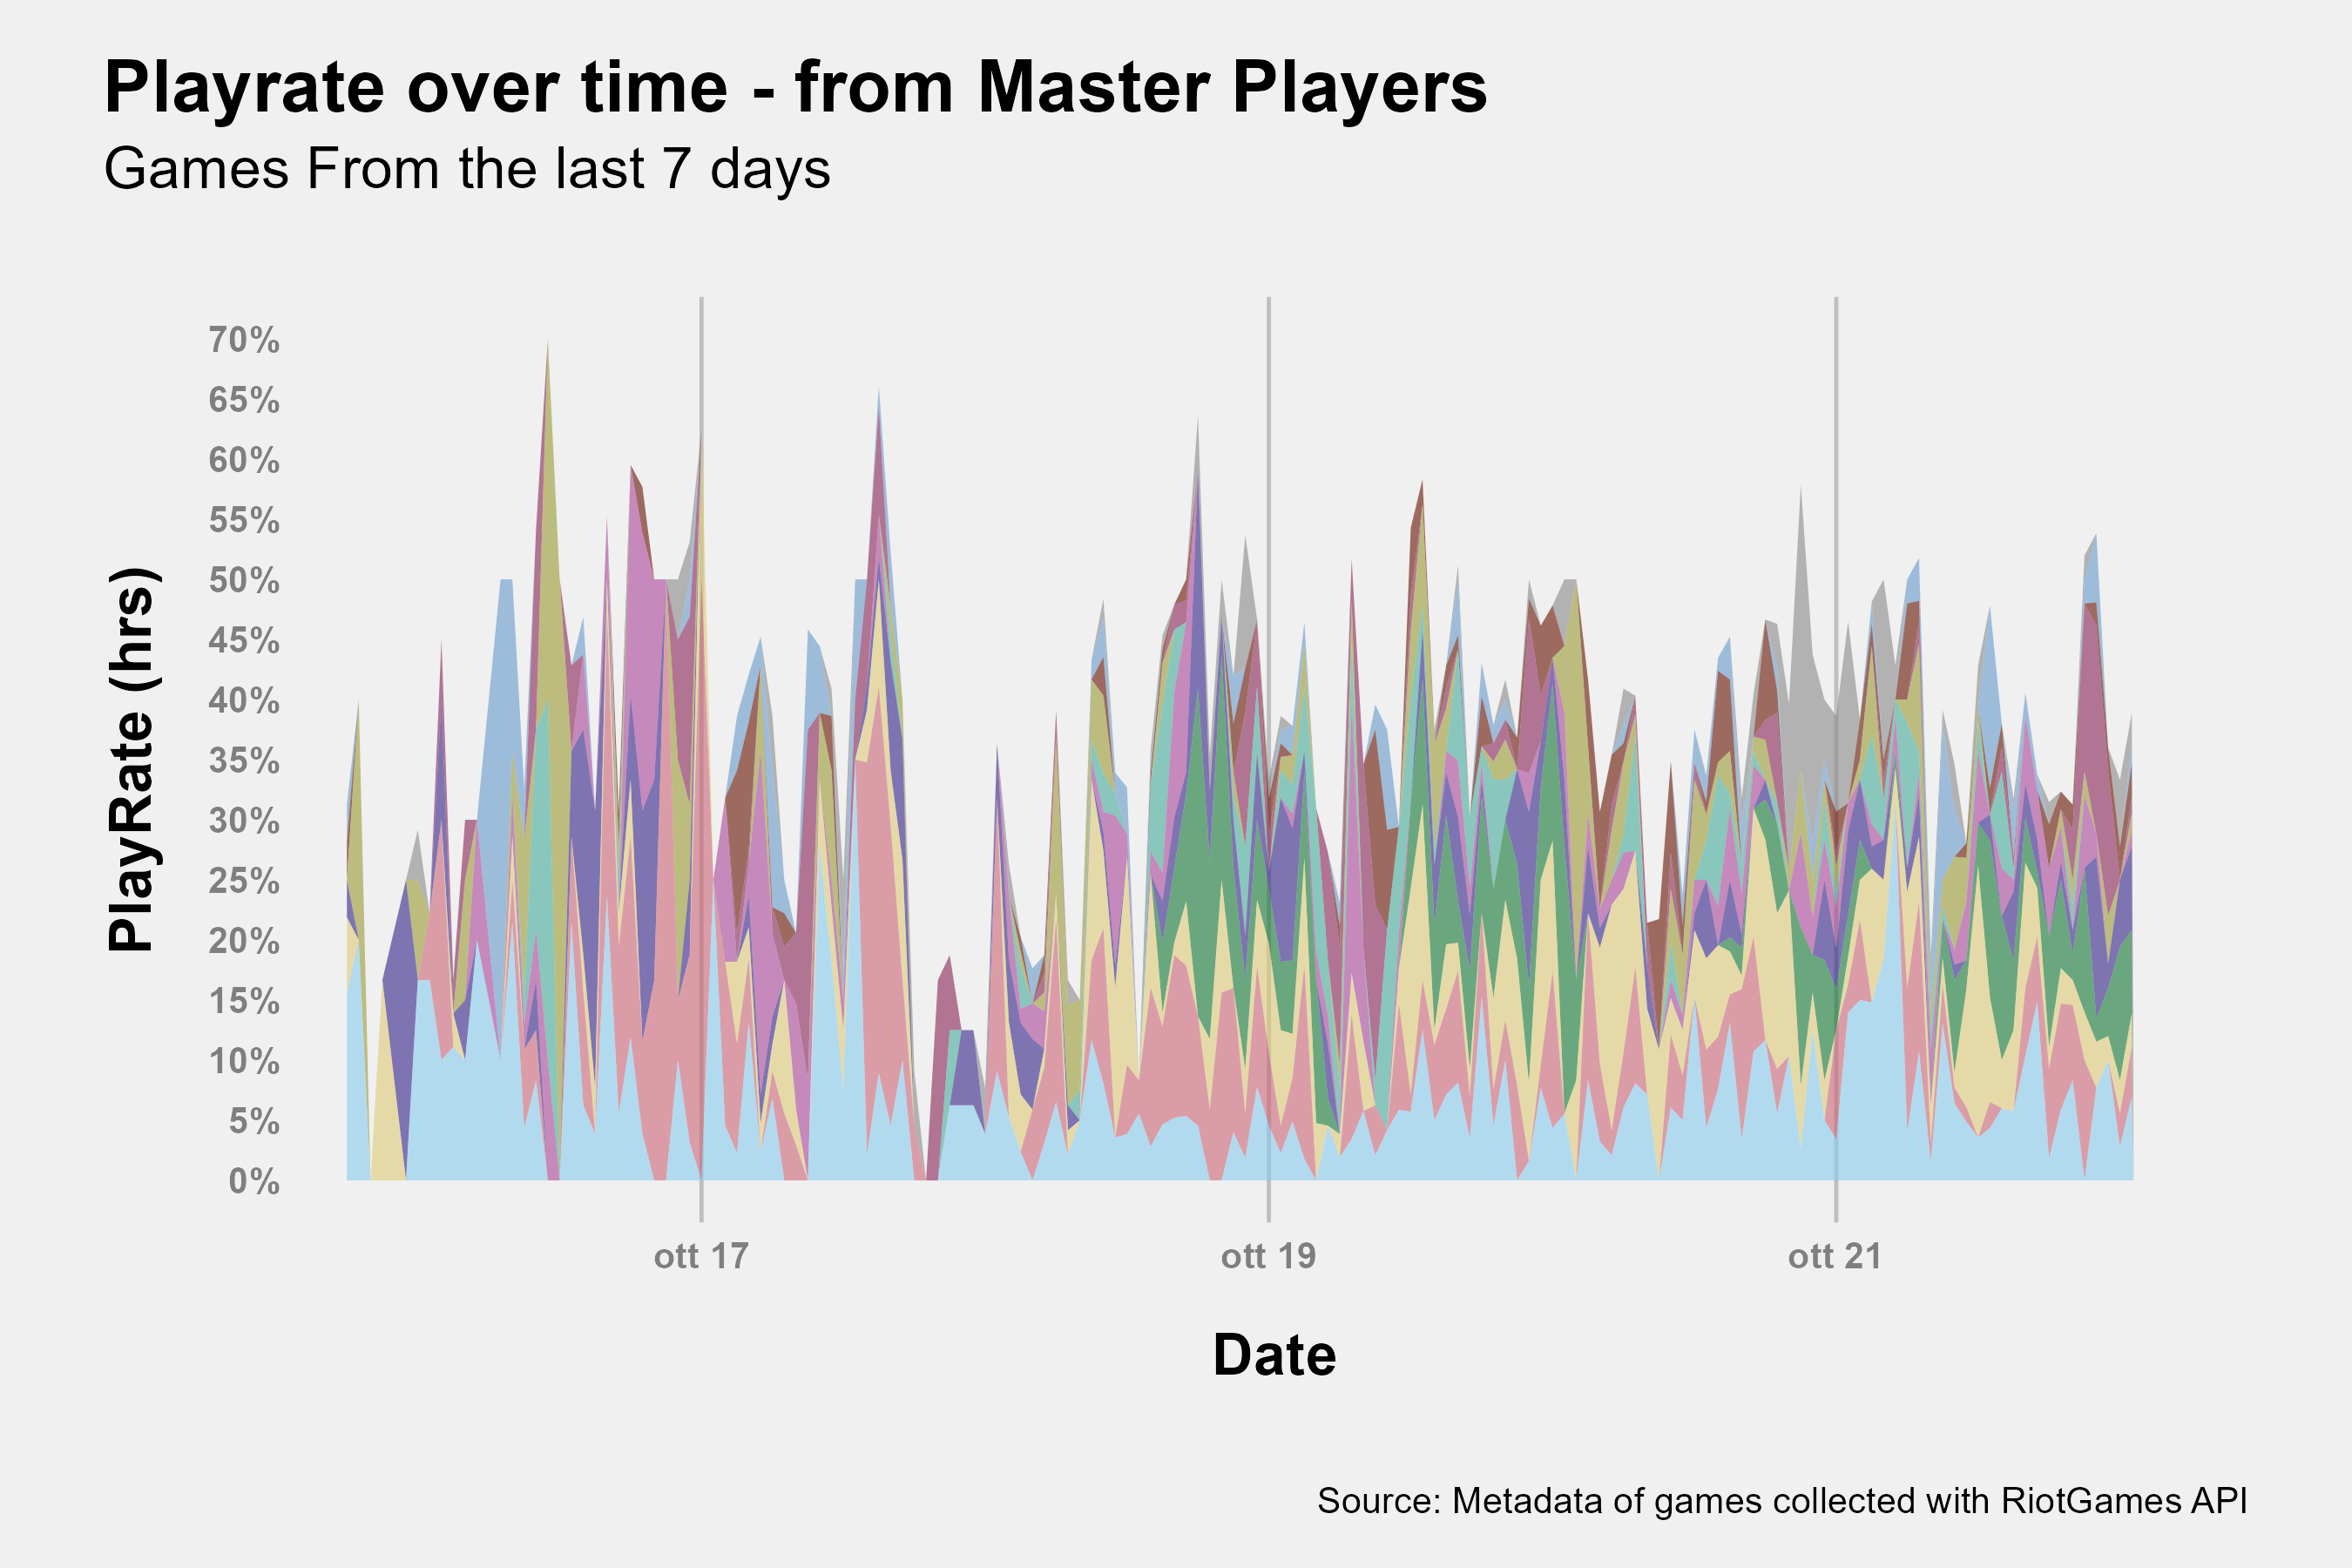 Playrate over time - from Master Players
Games From the last 7 days
70%
65%
60%
55%
50%
45%
40%
35%
30%
25%
20%
15%
10%
5%
0%
PlayRate (hrs)
ott 17
ott 19
ott 21
Date
Source: Metadata of games collected with RiotGames API